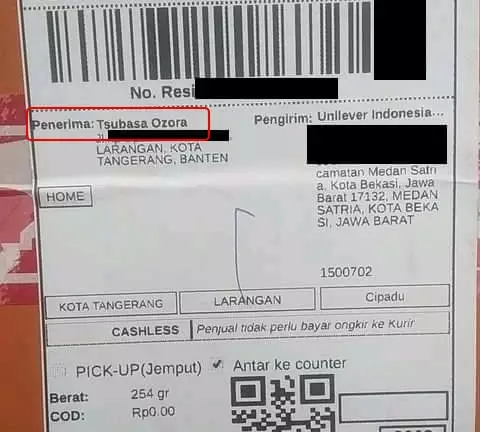 No. Resi
Penerima: Tsubasa Ozora
LARANGAN, KOTA
TANGERANG, BANTEN
Pengirim: Unilever Indonesia...
camatan Medan Satri
a, Kota Bekasi, Jawa
Barat 17132, MEDAN
SATRIA, KOTA BEKA
SI, JAWA BARAT
HOME
1500702
KOTA TANGERANG
LARANGAN
Cipadu
CASHLESS
Penjual tidak perlu bayar ongkir ke Kurir
PICK-UP(Jemput)
Antar ke counter
Berat: 254 gr
COD: Rp0.00